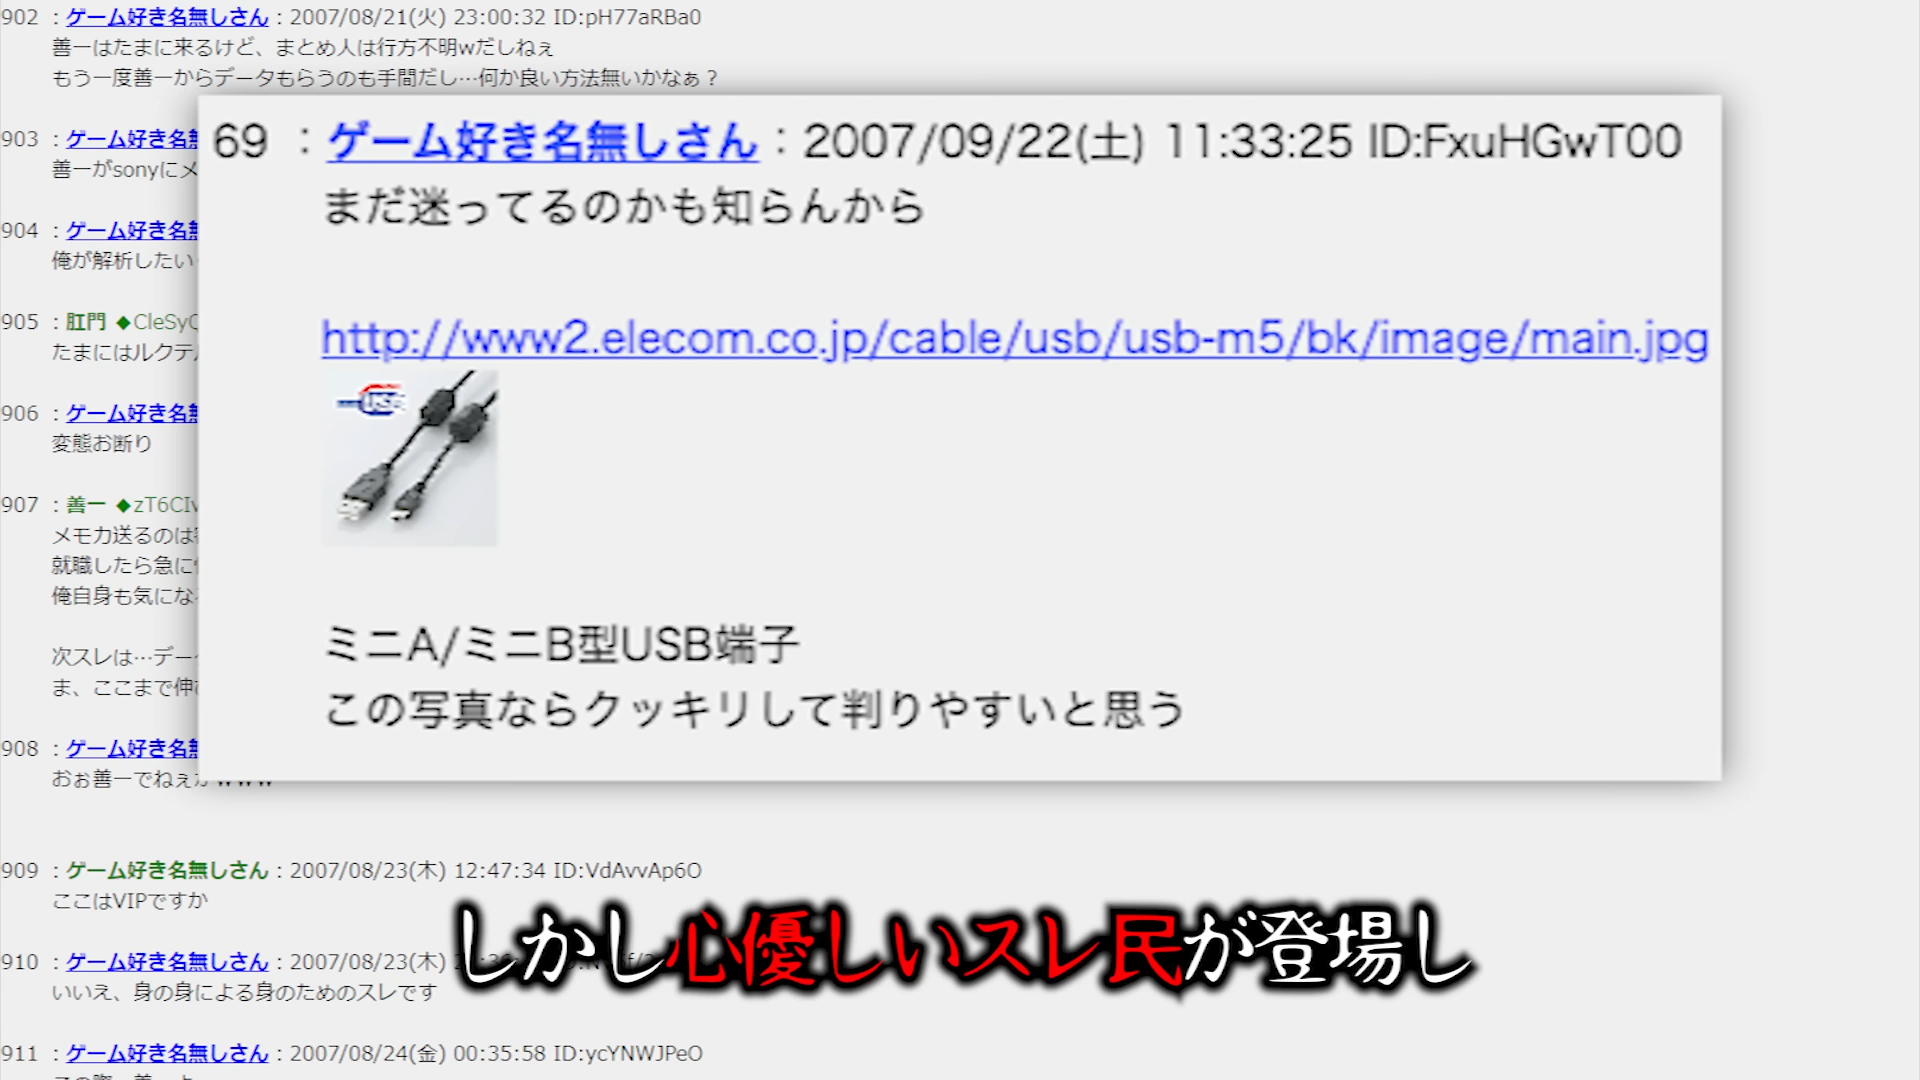 902 ：ゲーム好き名無しさん：2007/08/21(火) 23:00:32 ID:pH77aRBa0
善一はたまに来るけど、まとめ人は行方不明wだしねぇ
もう一度善一からデータもらうのも手間だし…何か良い方法無いかなぁ？
903 ：ゲーム好き名無
善一がsonyにメ
904 ：ゲーム好き名無
俺が解析したい
905 ：肛門 ◆CleSyC
たまにはルクテル
906 ：ゲーム好き名無
変態お断り
907 ：善一 ◆zT6CIv
メモカ送るのは
就職したら急に
俺自身も気にな
次スレは…デー
ま、ここまで伸
908 ：ゲーム好き名無
おぉ善一でねぇか www
69 ：ゲーム好き名無しさん：2007/09/22(土) 11:33:25 ID:FxuHGwT00
まだ迷ってるのかも知らんから
http://www2.elecom.co.jp/cable/usb/usb-m5/bk/image/main.jpg
ミニA/ミニB型USB端子
この写真ならクッキリして判りやすいと思う
909 ：ゲーム好き名無しさん：2007/08/23(木) 12:47:34 ID:VdAvvAp6O
ここはVIPですか
910 ：ゲーム好き名無しさん：2007/08/23(木)
いいえ、身の身による身のためのスレです
911 ：ゲーム好き名無しさん：2007/08/24(金) 00:35:58 ID:ycYNWJPeO
しかし心優しいスレ民が登場し